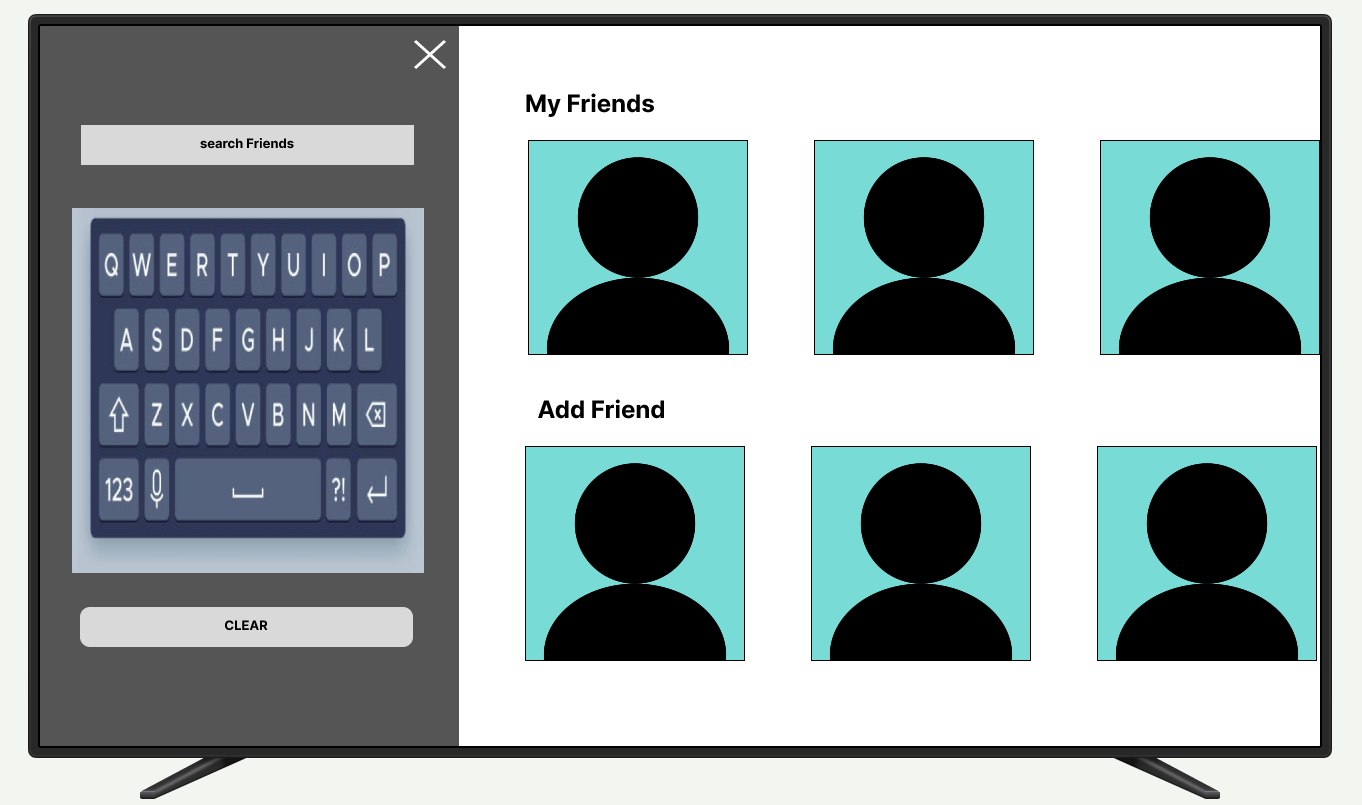 search Friends
Q W E R T Y U I O P
A S D F G H J K L
Z X C V B N M
123 ?!
CLEAR
My Friends
Add Friend